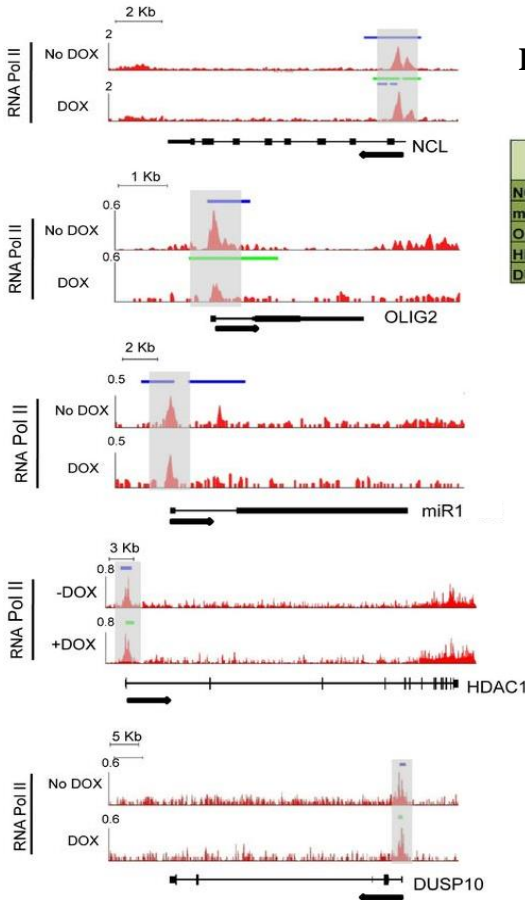 2 Kb
RNA Pol II
No DOX
2
DOX
2
NCL
1 Kb
RNA Pol II
No DOX
0.6
DOX
0.6
OLIG2
2 Kb
RNA Pol II
No DOX
0.5
DOX
0.5
miR1
3 Kb
RNA Pol II
-DOX
0.8
+DOX
0.8
HDAC1
5 Kb
RNA Pol II
No DOX
0.6
DOX
0.6
DUSP10
m
O
H
D